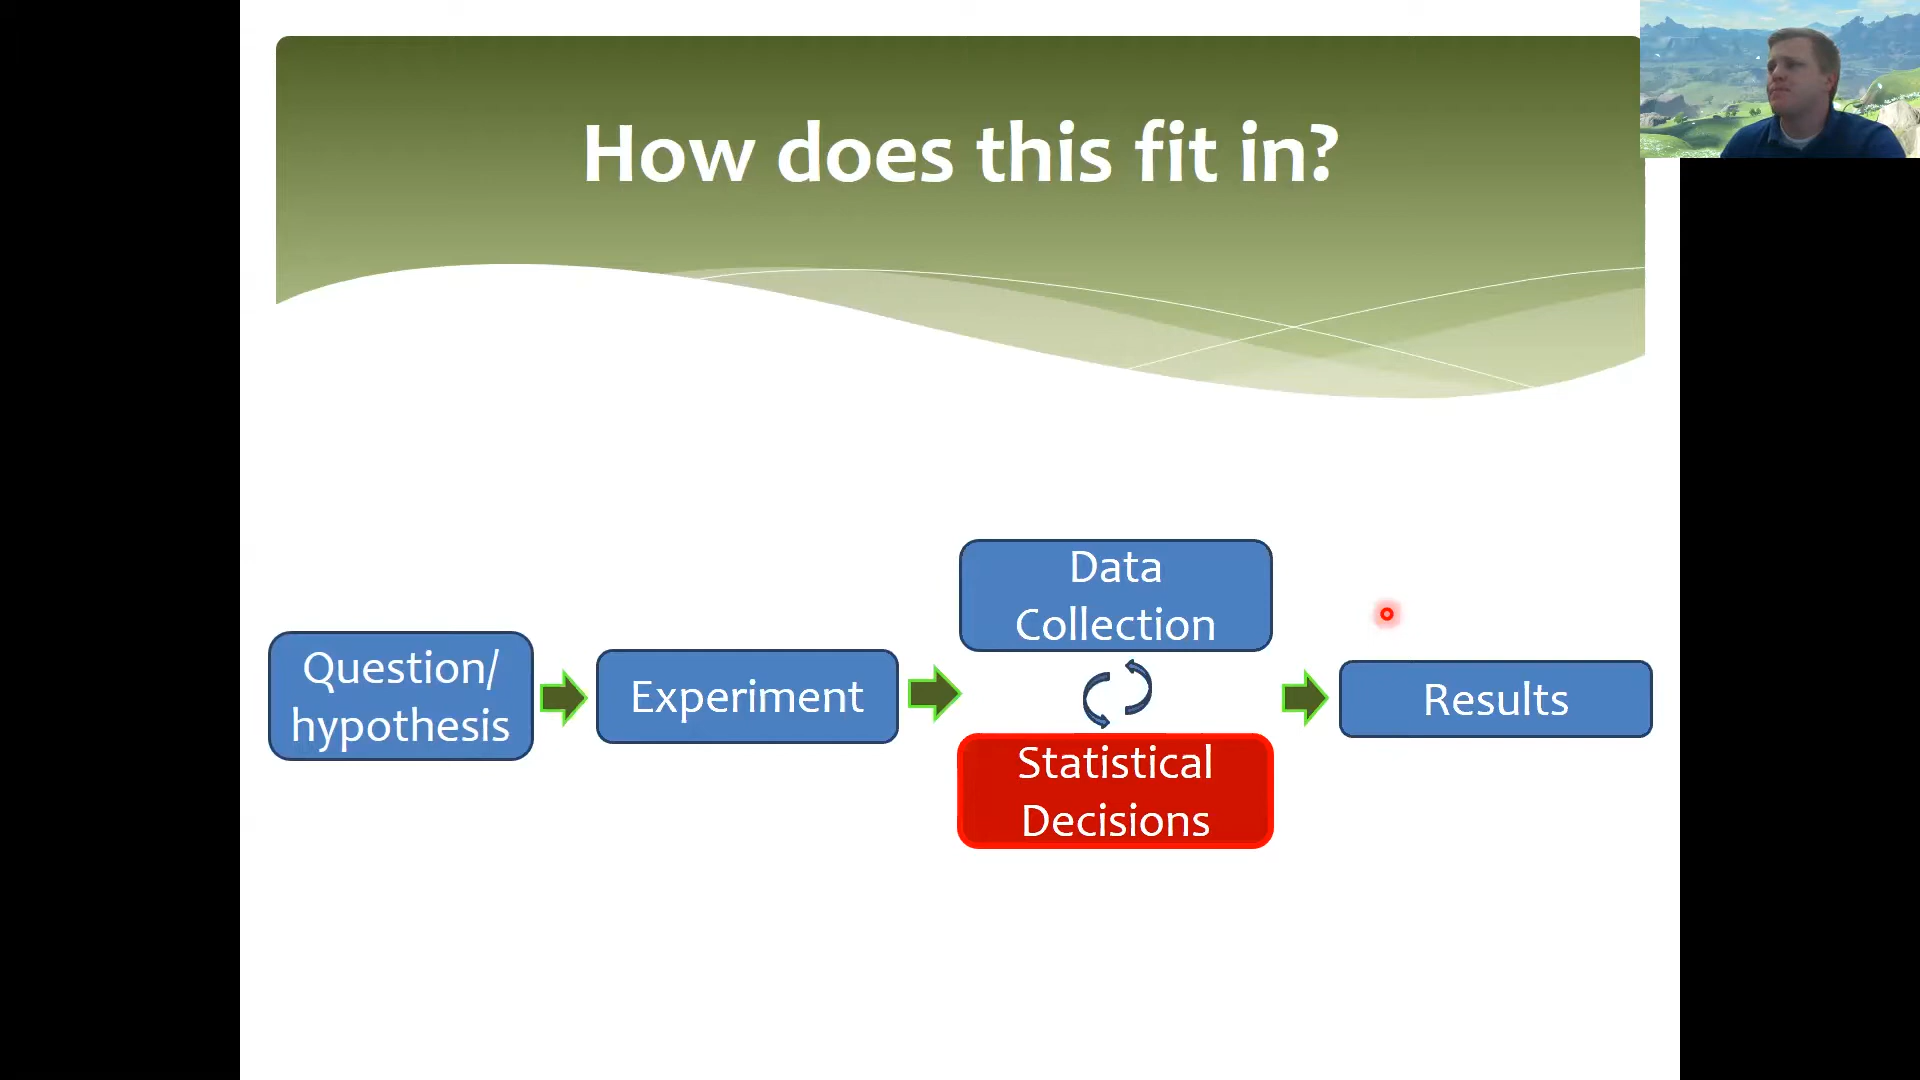 How does this fit in?
Question/
hypothesis
Experiment
Data
Collection
Statistical
Decisions
Results